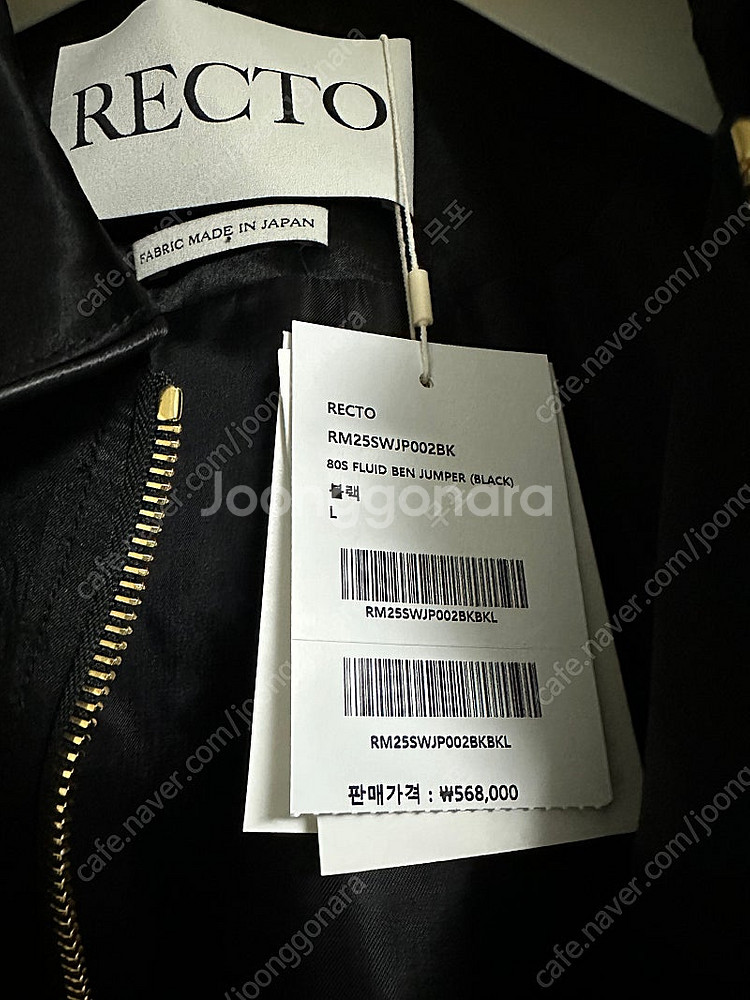 RECTO
FABRIC MADE IN JAPAN
RECTO
RM25SWJP002BK
80S FLUID BEN JUMPER (BLACK)
블랙
L
Joonggonara
RM25SWJP002BKBKL
RM25SWJP002BKBKL
판매가격 : ₩568,000
cafe.naver.com/joonggonara
무포